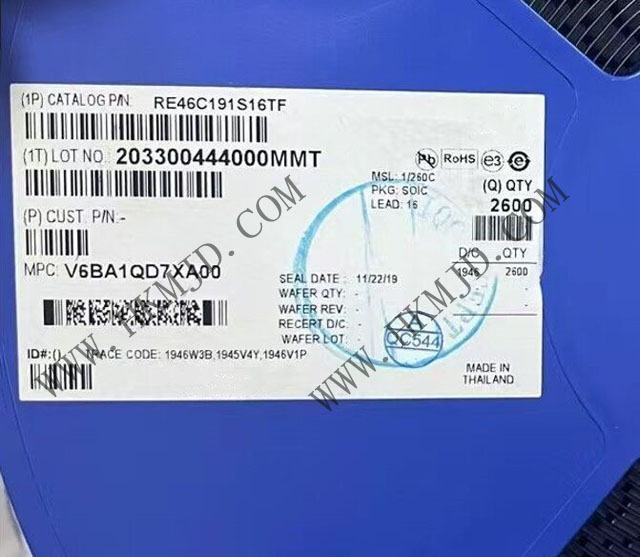 (1P) CATALOG P/N: RE46C191S16TF
(1T) LOT NO.: 203300444000MMT
Pb RoHS e3 e
MSL: 1/260C
PKG: SOIC
LEAD: 16
(Q) QTY
2600
(P) CUST. P/N:-
D/C QTY
1946 2600
MPC: V6BA1QD7XA00
SEAL DATE : 11/22/19
WAFER QTY: -
WAFER REV: -
RECERT D/C: -
WAFER LOT: -
QC544
ID#:()
TRACE CODE: 1946W3B,1945V4Y,1946V1P
MADE IN
THAILAND
WWW.HKMJD.COM
WWW.HKMJD.COM